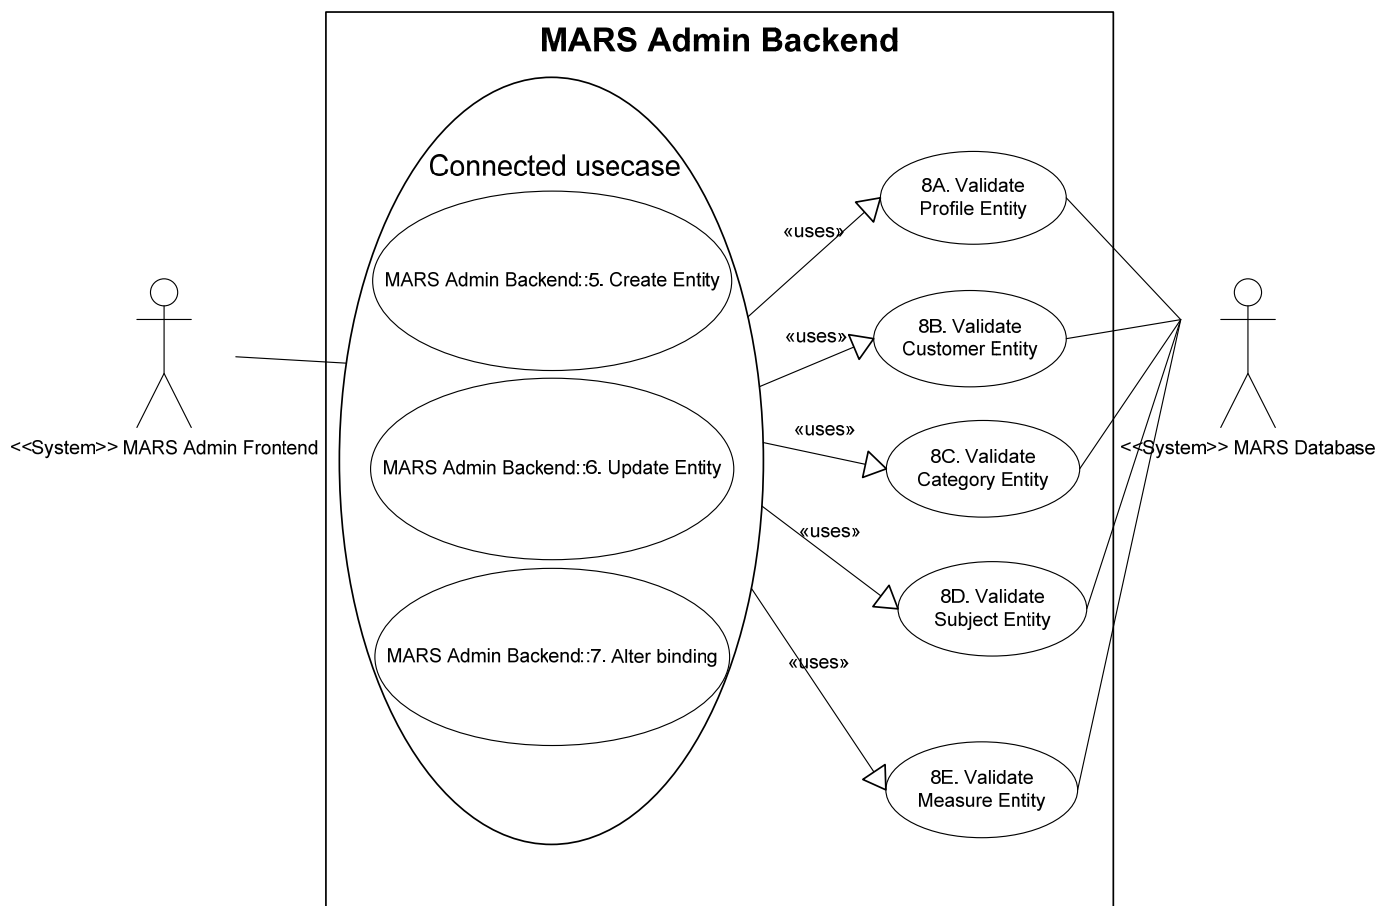 MARS Admin Backend
Connected usecase
MARS Admin Backend::5. Create Entity
MARS Admin Backend::6. Update Entity
MARS Admin Backend::7. Alter binding
«uses»
«uses»
«uses»
«uses»
«uses»
8A. Validate
Profile Entity
8B. Validate
Customer Entity
8C. Validate
Category Entity
8D. Validate
Subject Entity
8E. Validate
Measure Entity
<<System>> MARS Admin Frontend
<<System>> MARS Database